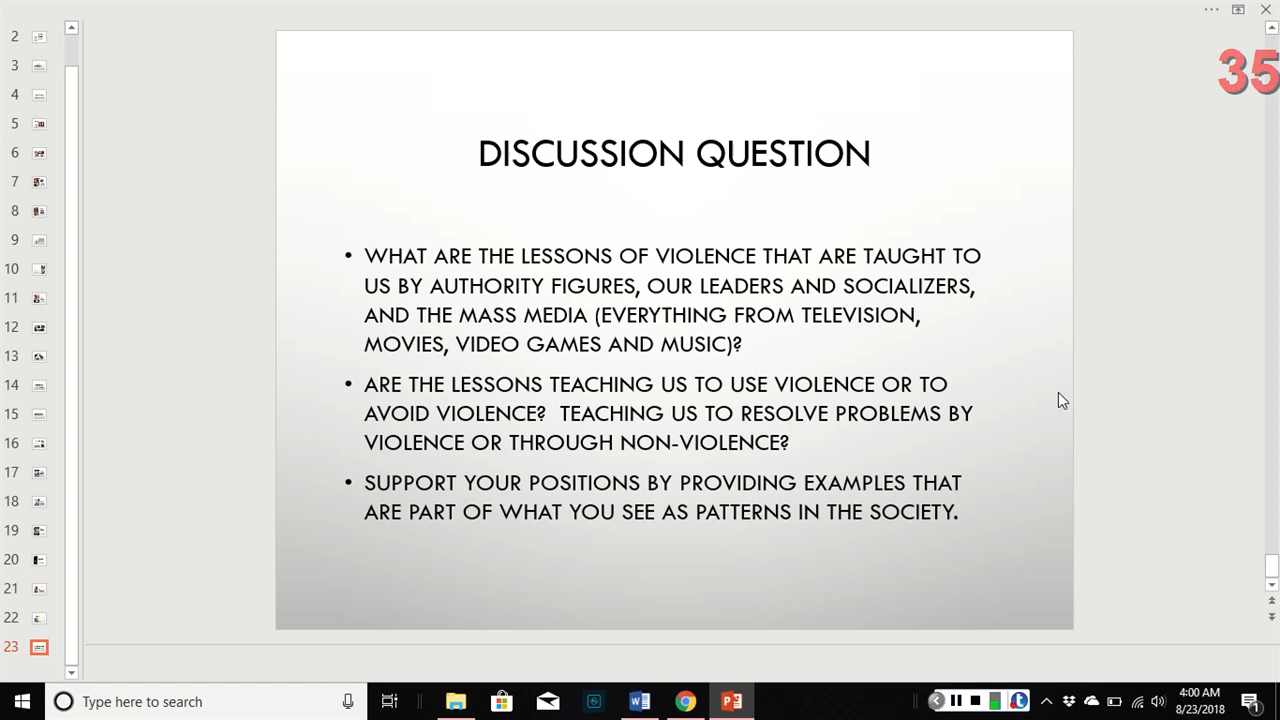 2
3
4
5
6
7
8
9
10
11
12
13
14
15
16
17
18
19
20
21
22
23
35
DISCUSSION QUESTION
• WHAT ARE THE LESSONS OF VIOLENCE THAT ARE TAUGHT TO
US BY AUTHORITY FIGURES, OUR LEADERS AND SOCIALIZERS,
AND THE MASS MEDIA (EVERYTHING FROM TELEVISION,
MOVIES, VIDEO GAMES AND MUSIC)?
• ARE THE LESSONS TEACHING US TO USE VIOLENCE OR TO
AVOID VIOLENCE? TEACHING US TO RESOLVE PROBLEMS BY
VIOLENCE OR THROUGH NON-VIOLENCE?
• SUPPORT YOUR POSITIONS BY PROVIDING EXAMPLES THAT
ARE PART OF WHAT YOU SEE AS PATTERNS IN THE SOCIETY.
Type here to search
4:00 AM
8/23/2018
1